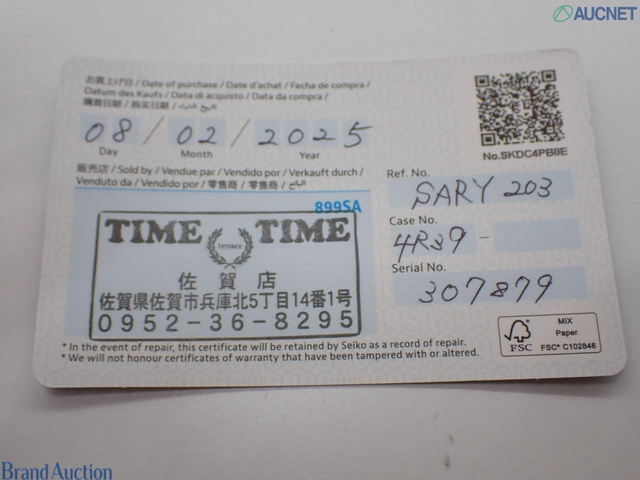 AUCNET
お買上げ日 / Date of purchase / Date d'achat / Fecha de compra /
Datum des Kaufs / Data di acquisto / Data da compra /
購買日期 / 购买日期 / تاريخ الشراء
08 / 02 / 2025
Day Month Year
販売店 / Sold by / Vendue par / Vendido por / Verkauft durch /
Venduto da / Vendido por / 零售商 / 零售商 / البائع
899SA
TIME TIME
佐賀店
佐賀県佐賀市兵庫北5丁目14番1号
0952-36-8295
No.SKDC4PB8E
Ref. No.
SARY 203
Case No.
4R39 -
Serial No.
307879
* In the event of repair, this certificate will be retained by Seiko as a record of repair.
* We will not honour certificates of warranty that have been tampered with or altered.
FSC
MIX
Paper
FSC® C102846
Brand Auction